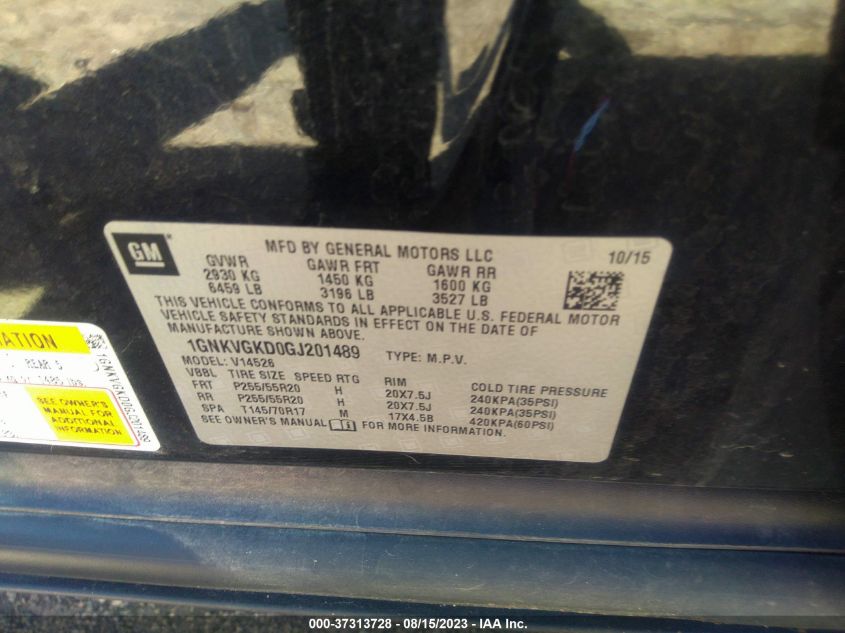 GM
MFD BY GENERAL MOTORS LLC
10/15
GVWR GAWR FRT GAWR RR
2930 KG 1450 KG 1600 KG
6459 LB 3196 LB 3527 LB
THIS VEHICLE CONFORMS TO ALL APPLICABLE U.S. FEDERAL MOTOR
VEHICLE SAFETY STANDARDS IN EFFECT ON THE DATE OF
MANUFACTURE SHOWN ABOVE.
1GNKVGKD0GJ201489 TYPE: M.P.V.
MODEL: V14526
VBBL TIRE SIZE SPEED RTG RIM COLD TIRE PRESSURE
FRT P255/55R20 H 20X7.5J 240KPA(35PSI)
RR P255/55R20 H 20X7.5J 240KPA(35PSI)
SPA T145/70R17 M 17X4.5B 420KPA(60PSI)
SEE OWNER'S MANUAL FOR MORE INFORMATION.
REAR 5
SEE OWNER'S
MANUAL FOR
ADDITIONAL
INFORMATION
1GNKVGKD0GJ201489
000-37313728 - 08/15/2023 - IAA Inc.